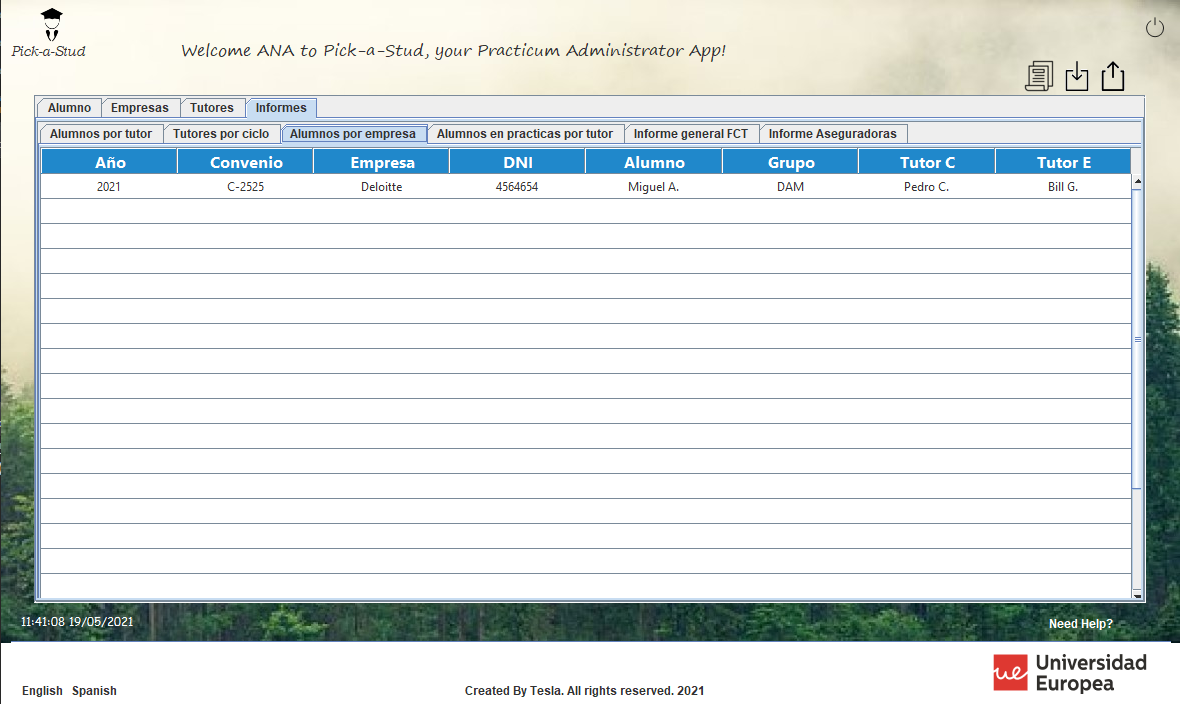 Pick-a-Stud
Welcome ANA to Pick-a-Stud, your Practicum Administrator App!
Alumno Empresas Tutores Informes
Alumnos por tutor Tutores por ciclo Alumnos por empresa Alumnos en practicas por tutor Informe general FCT Informe Aseguradoras
Año Convenio Empresa DNI Alumno Grupo Tutor C Tutor E
2021 C-2525 Deloitte 4564654 Miguel A. DAM Pedro C. Bill G.
11:41:08 19/05/2021
Need Help?
ue Universidad
Europea
English Spanish
Created By Tesla. All rights reserved. 2021